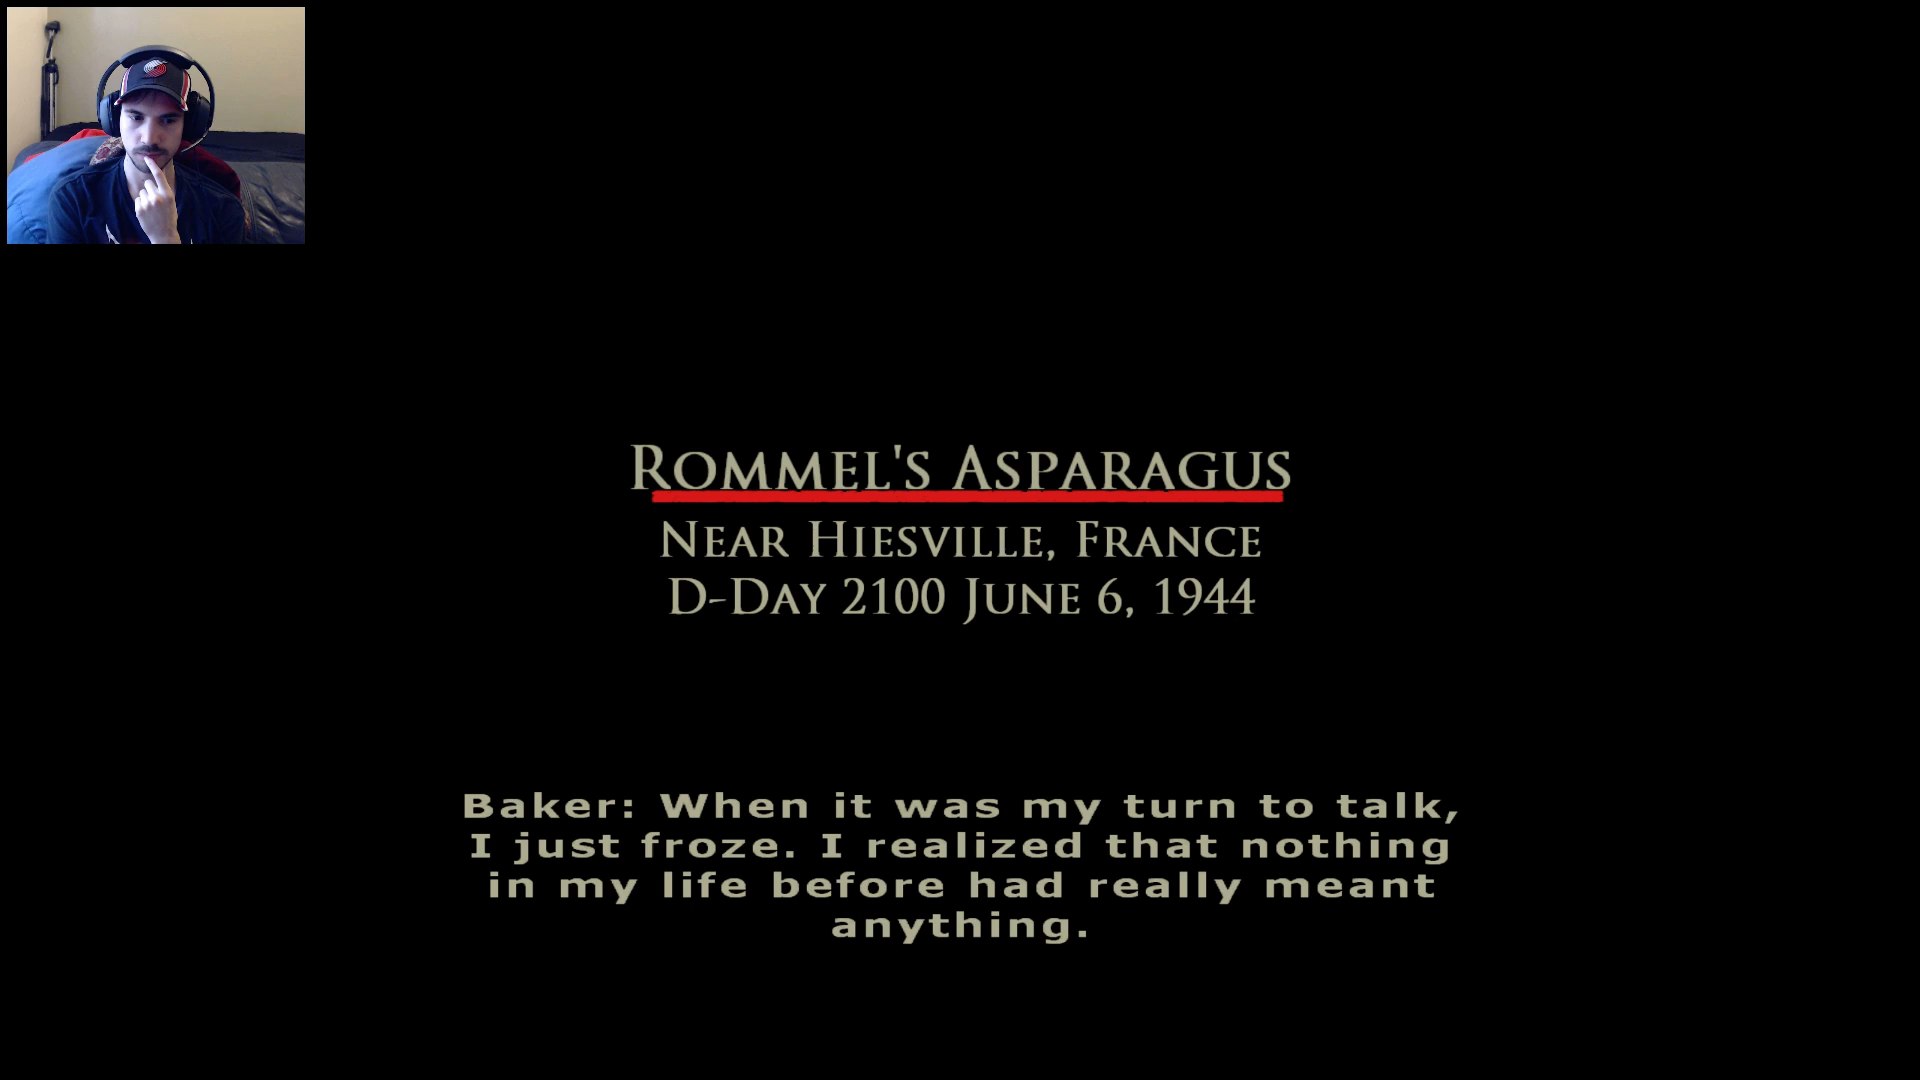 Rommel's Asparagus
Near Hiesville, France
D-Day 2100 June 6, 1944
Baker: When it was my turn to talk,
I just froze. I realized that nothing
in my life before had really meant
anything.